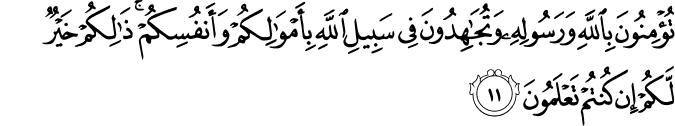 تُؤْمِنُونَ بِٱللَّهِ وَرَسُولِهِۦ وَتُجَٰهِدُونَ فِى سَبِيلِ ٱللَّهِ بِأَمْوَٰلِكُمْ وَأَنفُسِكُمْ ۚ ذَٰلِكُمْ خَيْرٌ
لَّكُمْ إِن كُنتُمْ تَعْلَمُونَ ١١